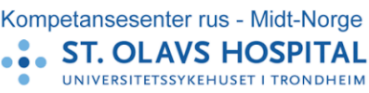 Kompetansesenter rus - Midt-Norge
ST. OLAVS HOSPITAL
UNIVERSITETSSYKEHUSET I TRONDHEIM